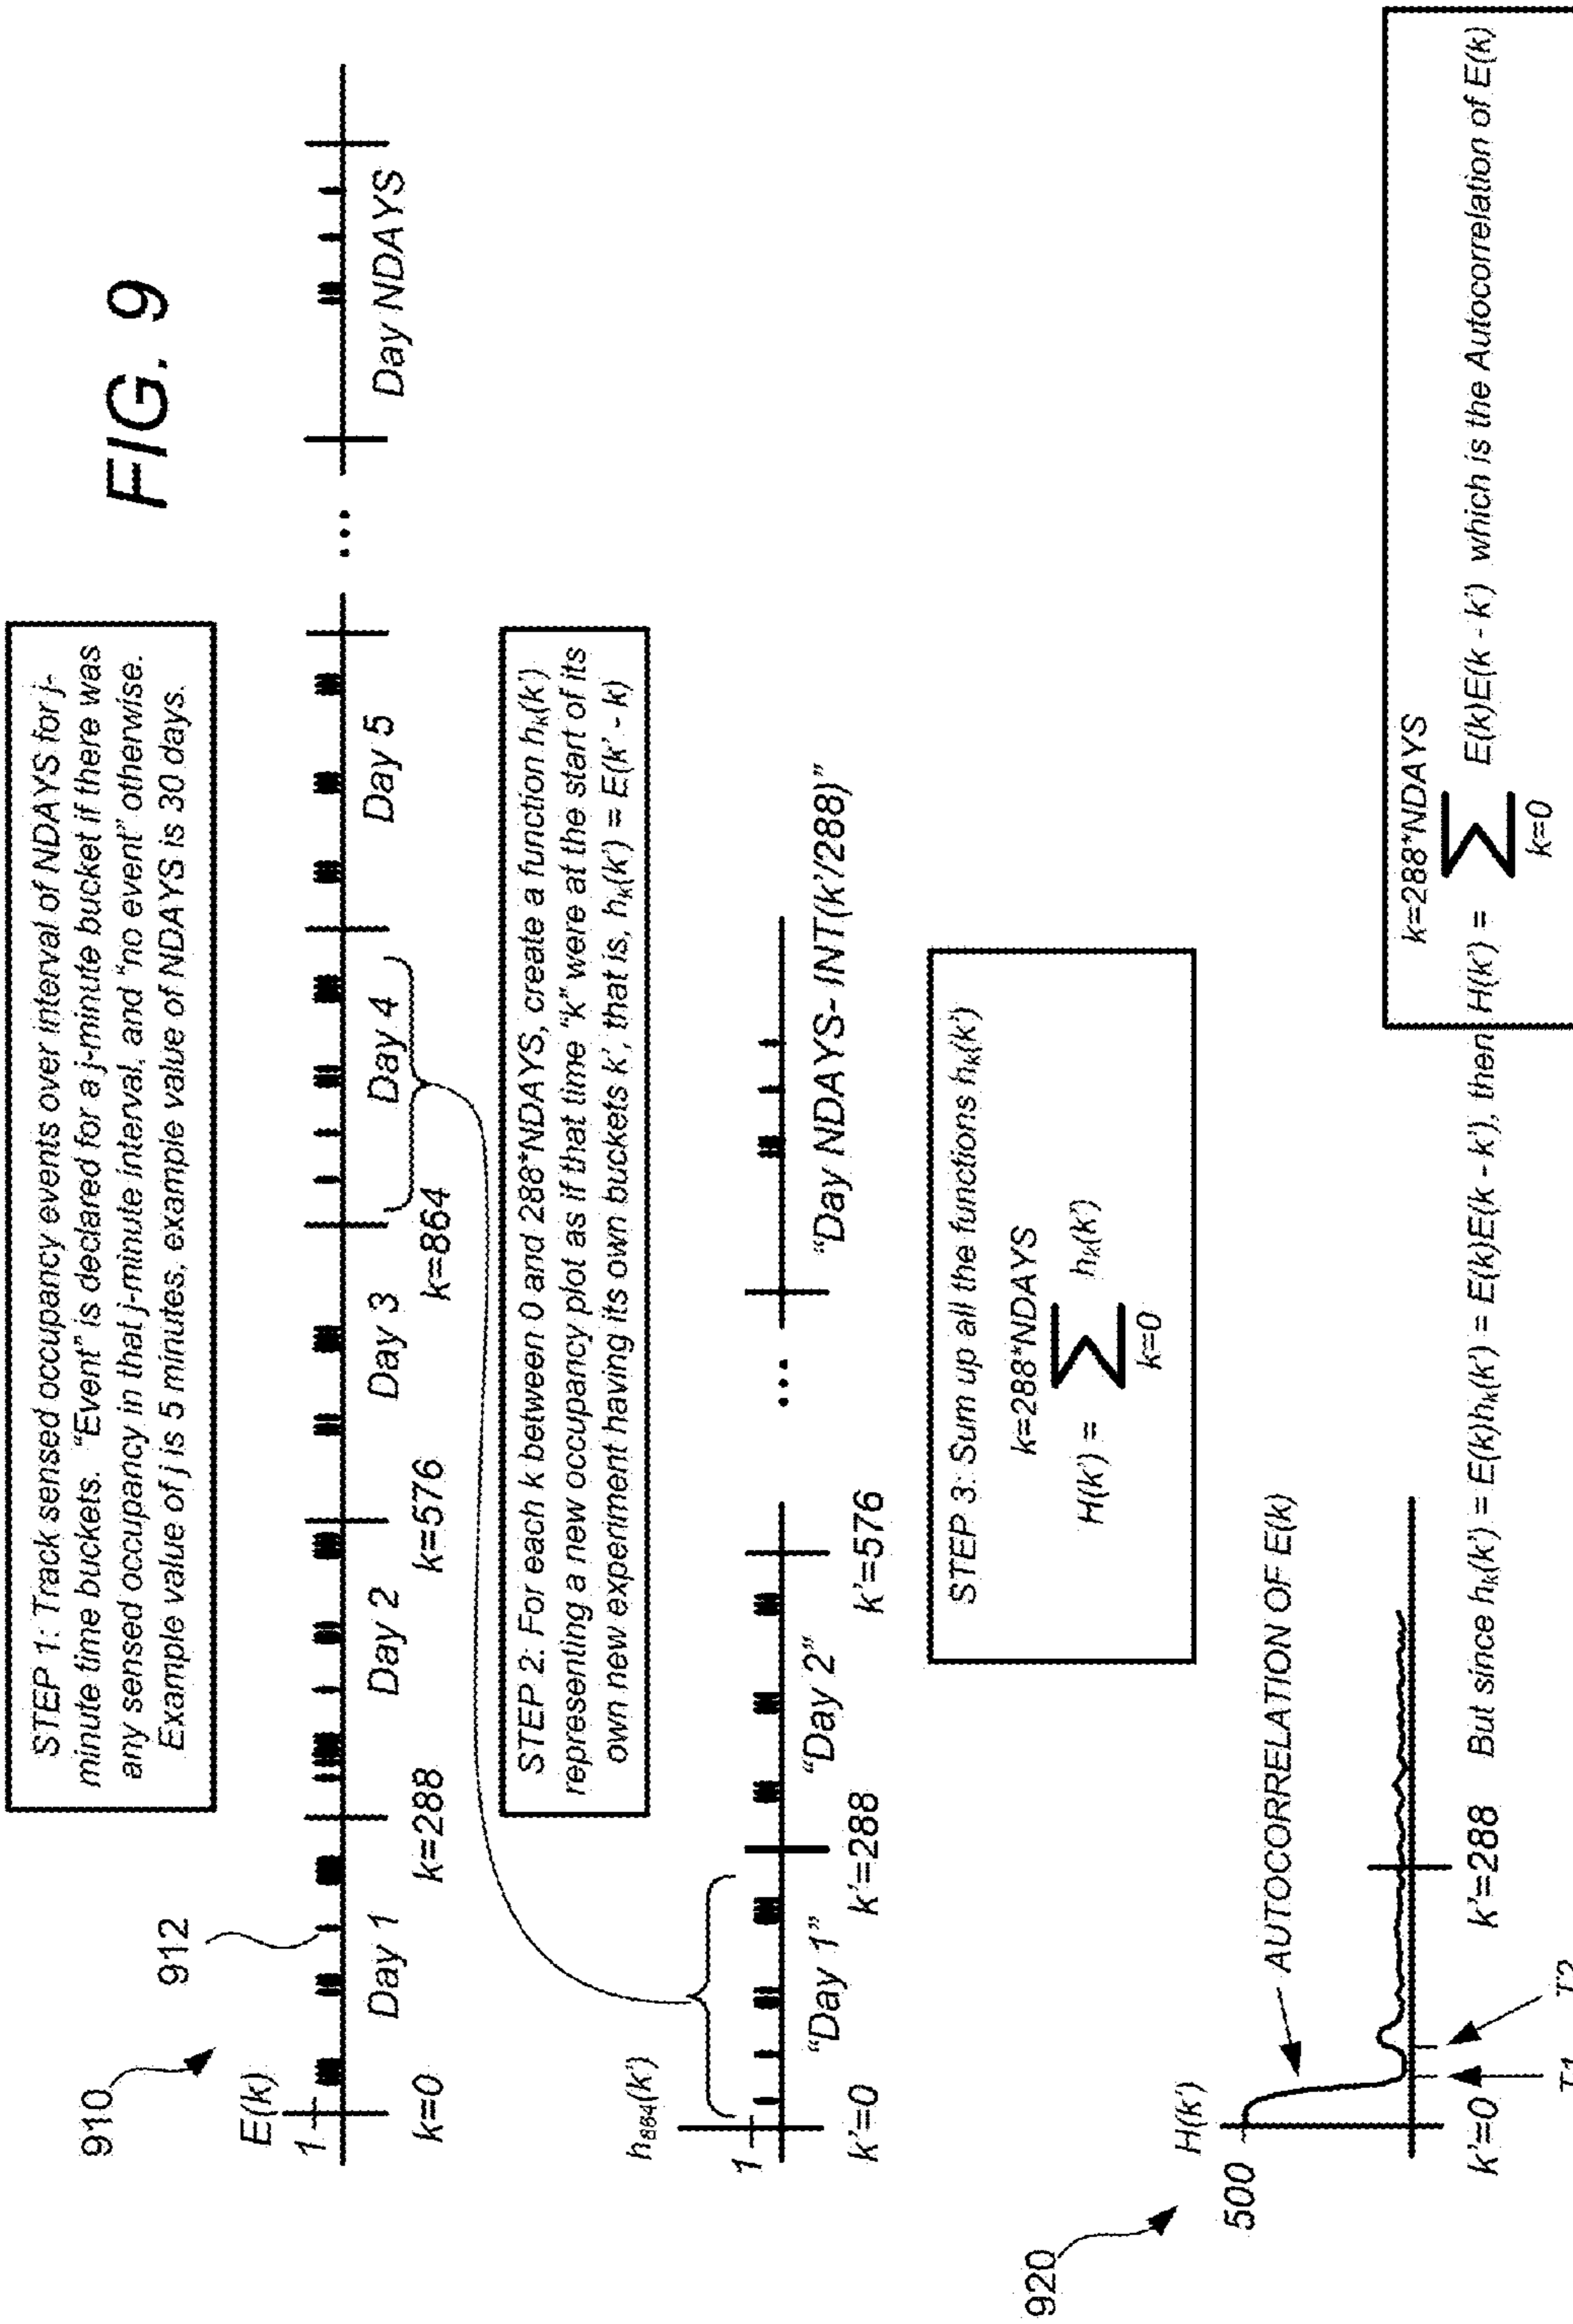 FIG. 9
STEP 1: Track sensed occupancy events over interval of NDAYS for j-
minute time buckets. "Event" is declared for a j-minute bucket if there was
any sensed occupancy in that j-minute interval, and "no event" otherwise.
Example value of j is 5 minutes, example value of NDAYS is 30 days.
910
912
E(k)
1
Day 1
Day 2
Day 3
Day 4
Day 5
...
Day NDAYS
k=0
k=288
k=576
k=864
STEP 2: For each k between 0 and 288*NDAYS, create a function hₖ(k')
representing a new occupancy plot as if that time "k" were at the start of its
own new experiment having its own buckets k', that is, hₖ(k') = E(k' - k)
h₈₆₄(k')
1
"Day 1"
"Day 2"
...
"Day NDAYS- INT(k'/288)"
k'=0
k'=288
k'=576
STEP 3: Sum up all the functions hₖ(k')
k=288*NDAYS
H(k') = ∑ hₖ(k')
k=0
920
H(k')
500
AUTOCORRELATION OF E(k)
k'=0
k'=288
T1
T2
k=288*NDAYS
But since hₖ(k') = E(k)hₖ(k') = E(k)E(k - k'), then H(k') = ∑ E(k)E(k - k') which is the Autocorrelation of E(k)
k=0